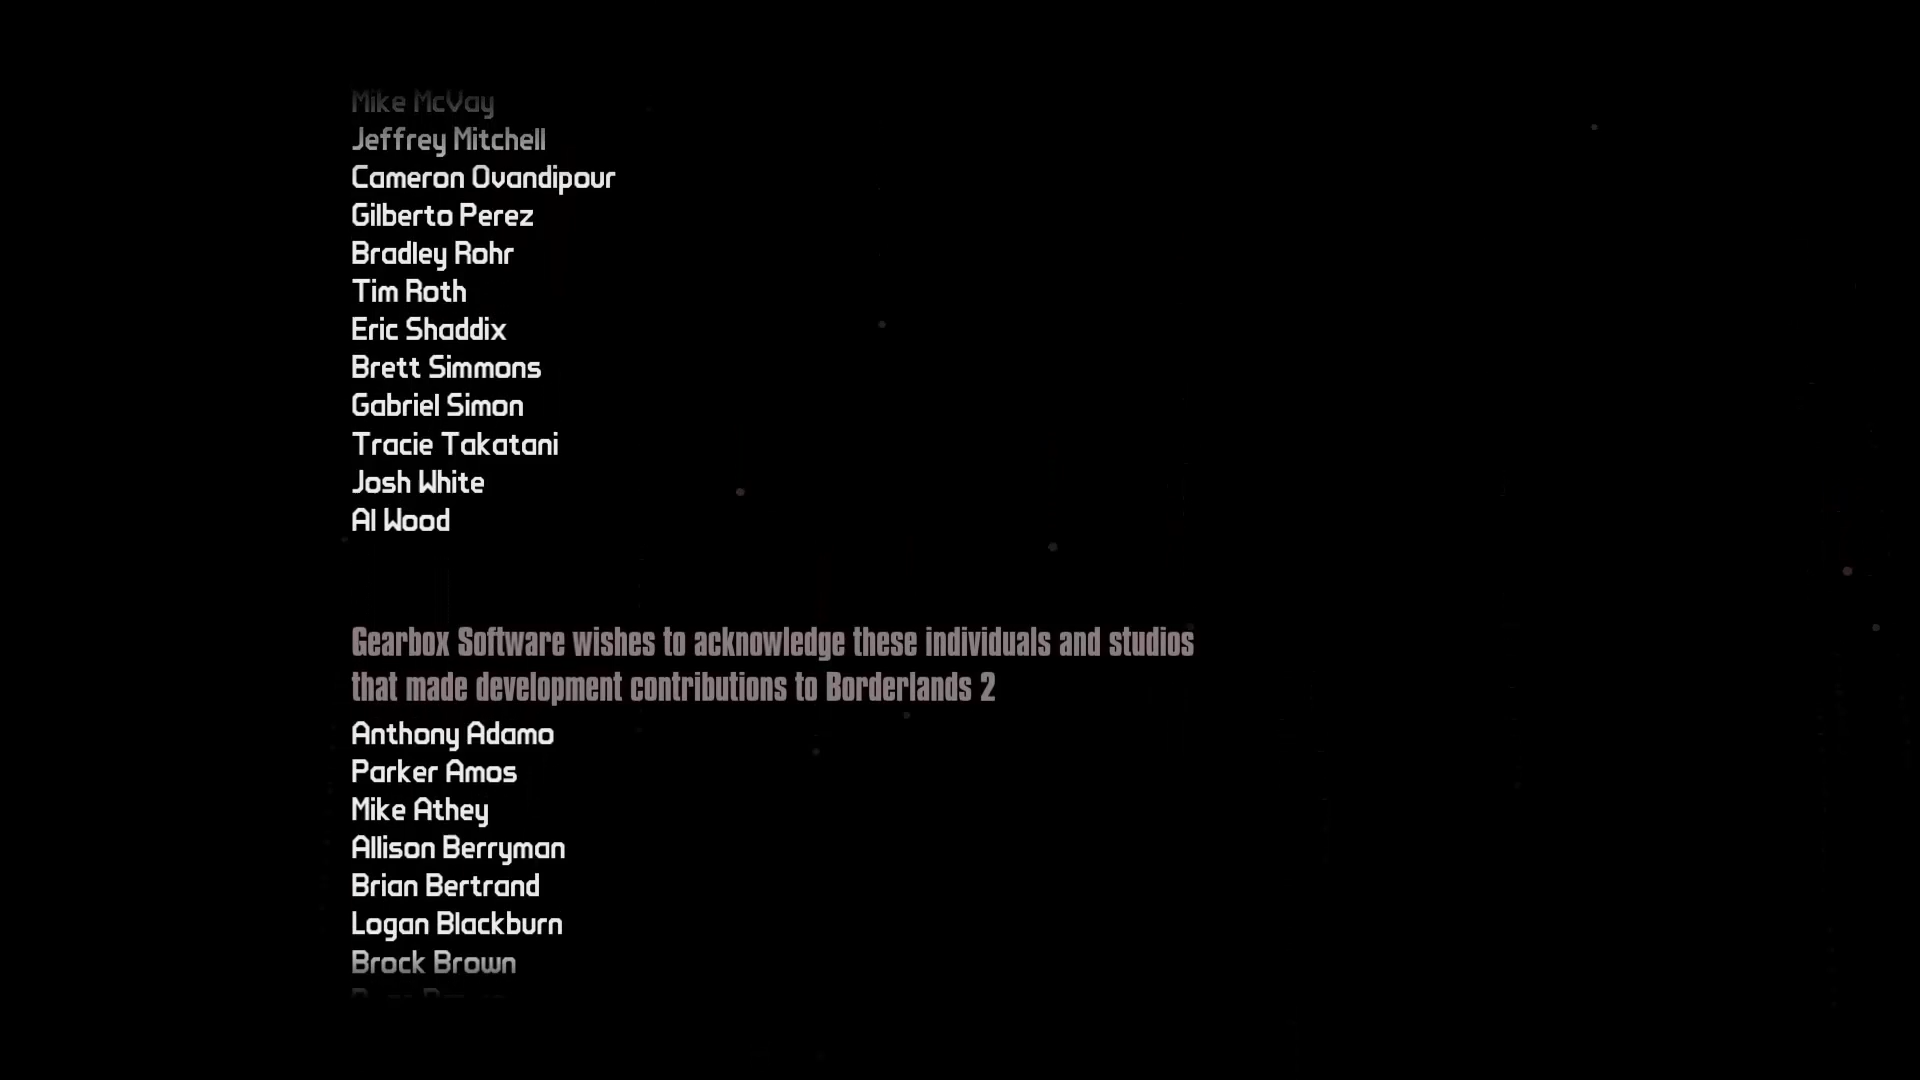 Mike McVay
Jeffrey Mitchell
Cameron Ovandipour
Gilberto Perez
Bradley Rohr
Tim Roth
Eric Shaddix
Brett Simmons
Gabriel Simon
Tracie Takatani
Josh White
Al Wood
Gearbox Software wishes to acknowledge these individuals and studios
that made development contributions to Borderlands 2
Anthony Adamo
Parker Amos
Mike Athey
Allison Berryman
Brian Bertrand
Logan Blackburn
Brock Brown